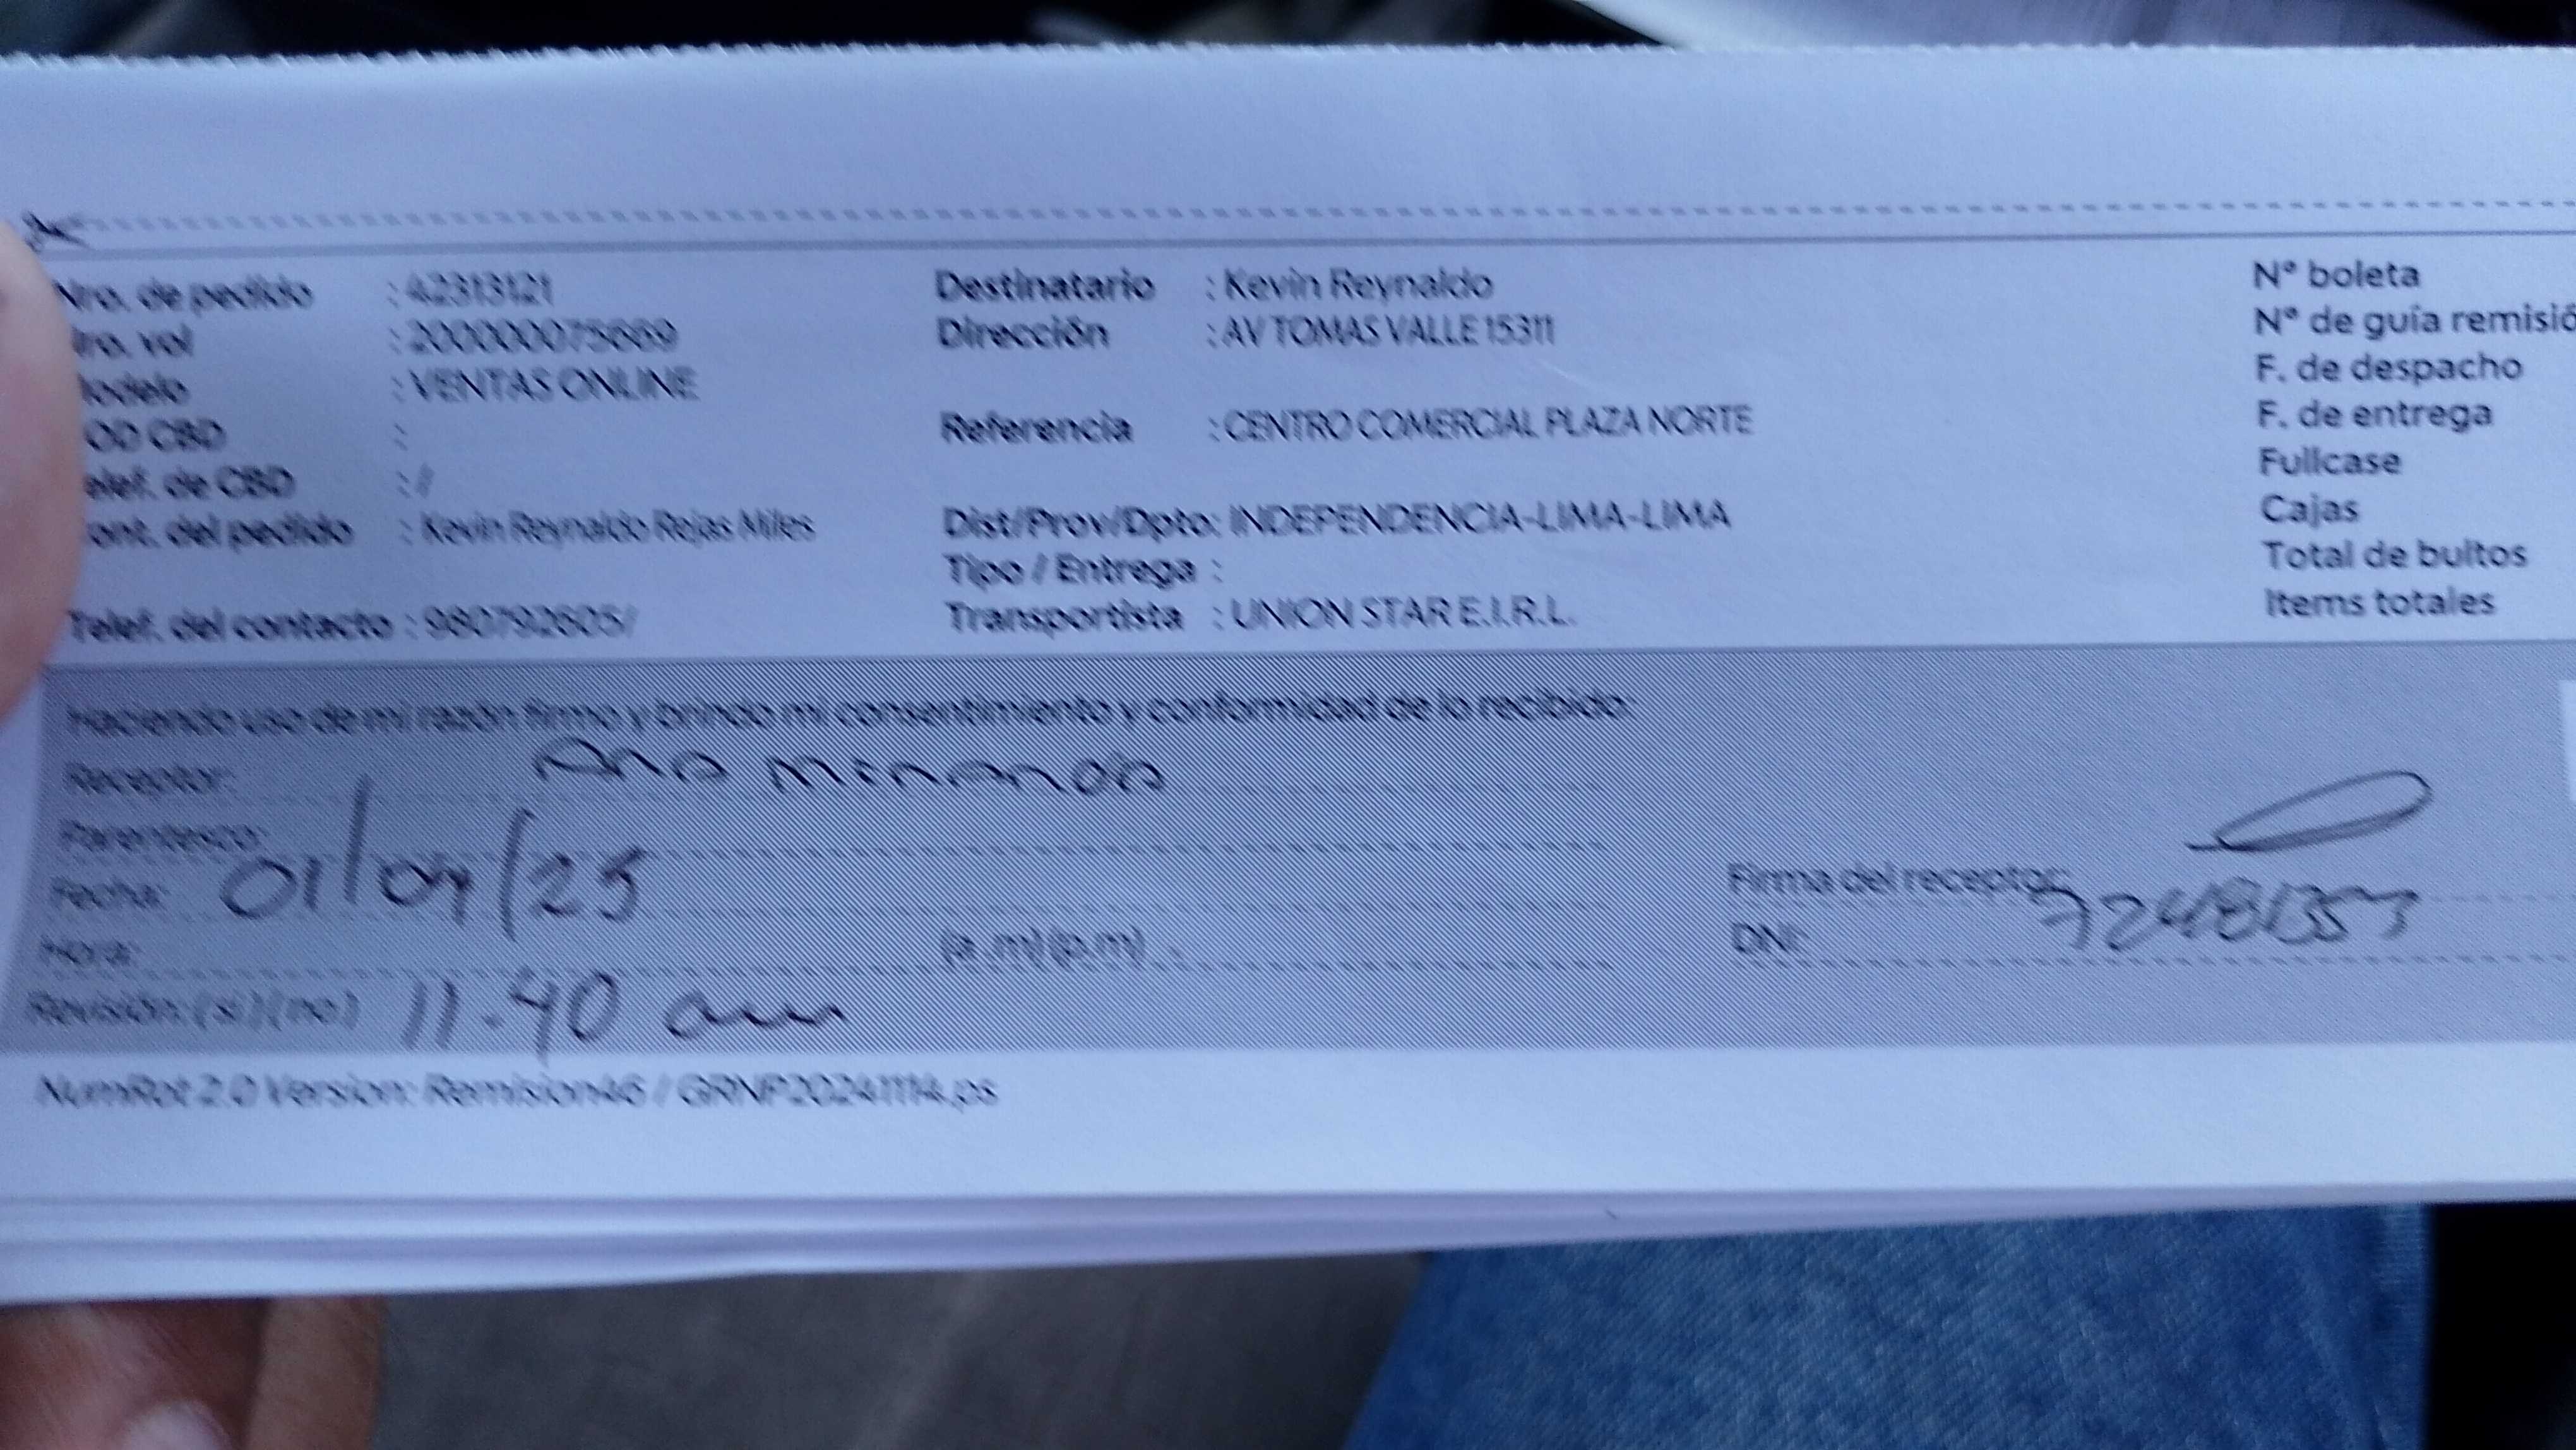 Nro. de pedido : 42313121
Nro. vol : 200000075669
Modelo : VENTAS ONLINE
COD CBD :
Telef. de CBD : /
Cont. del pedido : Kevin Reynaldo Rejas Miles
Telef. del contacto : 980792605/
Destinatario : Kevin Reynaldo
Dirección : AV TOMAS VALLE 15311
Referencia : CENTRO COMERCIAL PLAZA NORTE
Dist/Prov/Dpto: INDEPENDENCIA-LIMA-LIMA
Tipo / Entrega :
Transportista : UNION STAR E.I.R.L.
N° boleta
N° de guía remisió
F. de despacho
F. de entrega
Fullcase
Cajas
Total de bultos
Items totales
Haciendo uso de mi razón firmo y brindo mi consentimiento y conformidad de lo recibido:
Receptor: Ana
Parentesco:
Fecha: 01/04/25
Hora: (a.m)(p.m)
Revisión: (si) (no) 11.40 am
Firma del receptor:
DNI:
NumRot 2.0 Version: Remision46 / GRNP20241114.ps